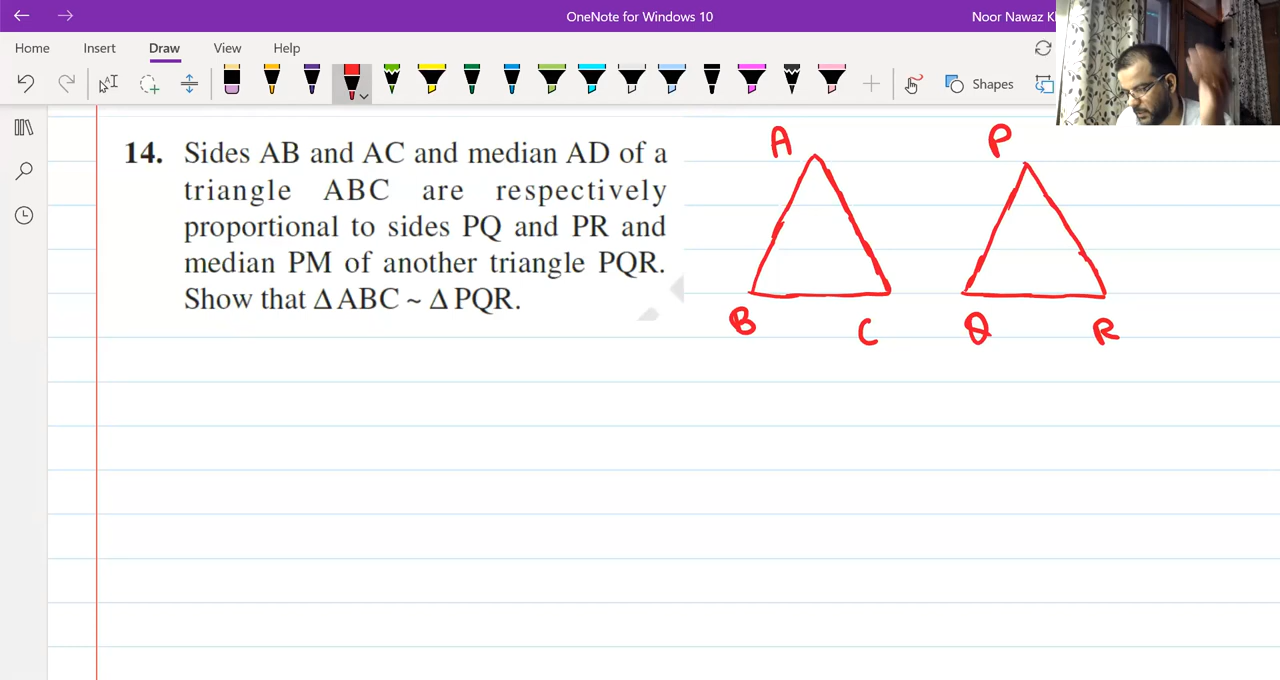 OneNote for Windows 10
Noor Nawaz Kh
Home Insert Draw View Help
Shapes
14. Sides AB and AC and median AD of a
triangle ABC are respectively
proportional to sides PQ and PR and
median PM of another triangle PQR.
Show that Δ ABC ~ Δ PQR.
A
P
B
C
Q
R